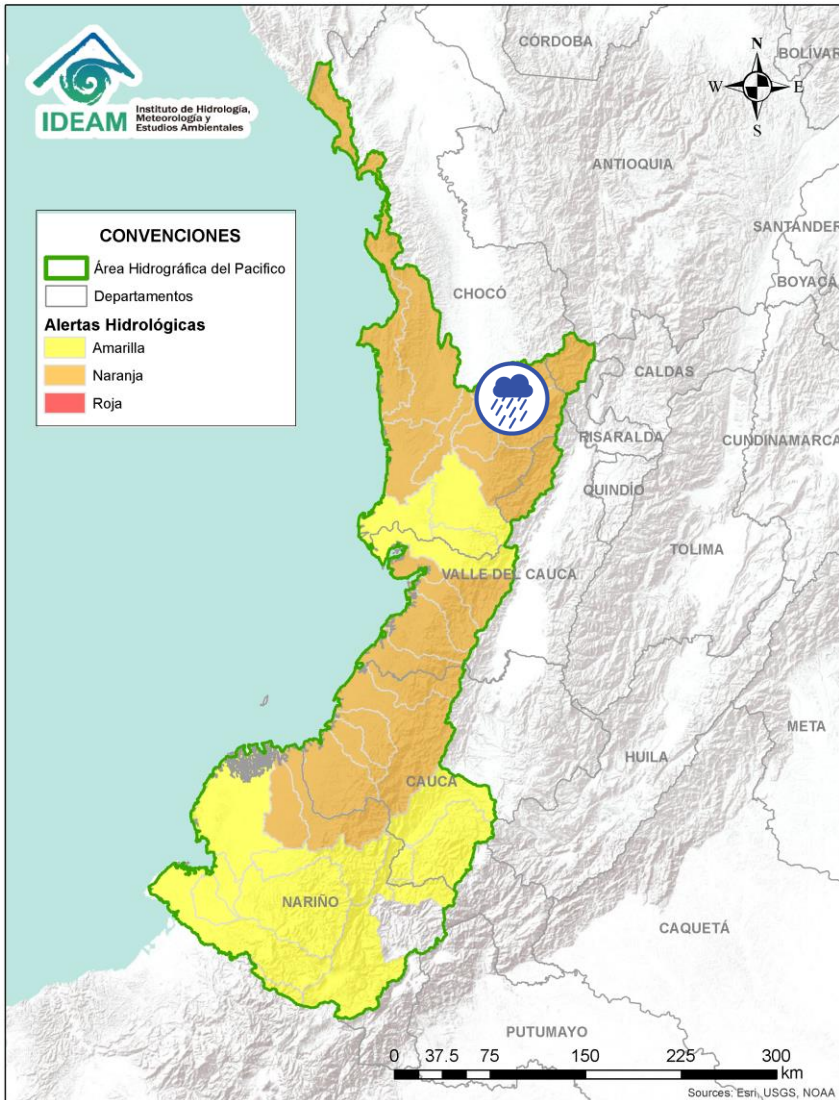 IDEAM
Instituto de Hidrología,
Meteorología y
Estudios Ambientales
CÓRDOBA
BOLÍVAR
N
W
E
S
ANTIOQUIA
SANTANDER
BOYACÁ
CONVENCIONES
Área Hidrográfica del Pacifico
Departamentos
Alertas Hidrológicas
Amarilla
Naranja
Roja
CHOCÓ
CALDAS
RISARALDA
CUNDINAMARCA
QUINDÍO
TOLIMA
VALLE DEL CAUCA
META
HUILA
CAUCA
NARIÑO
CAQUETÁ
PUTUMAYO
0 37.5 75 150 225 300
km
Sources: Esri, USGS, NOAA